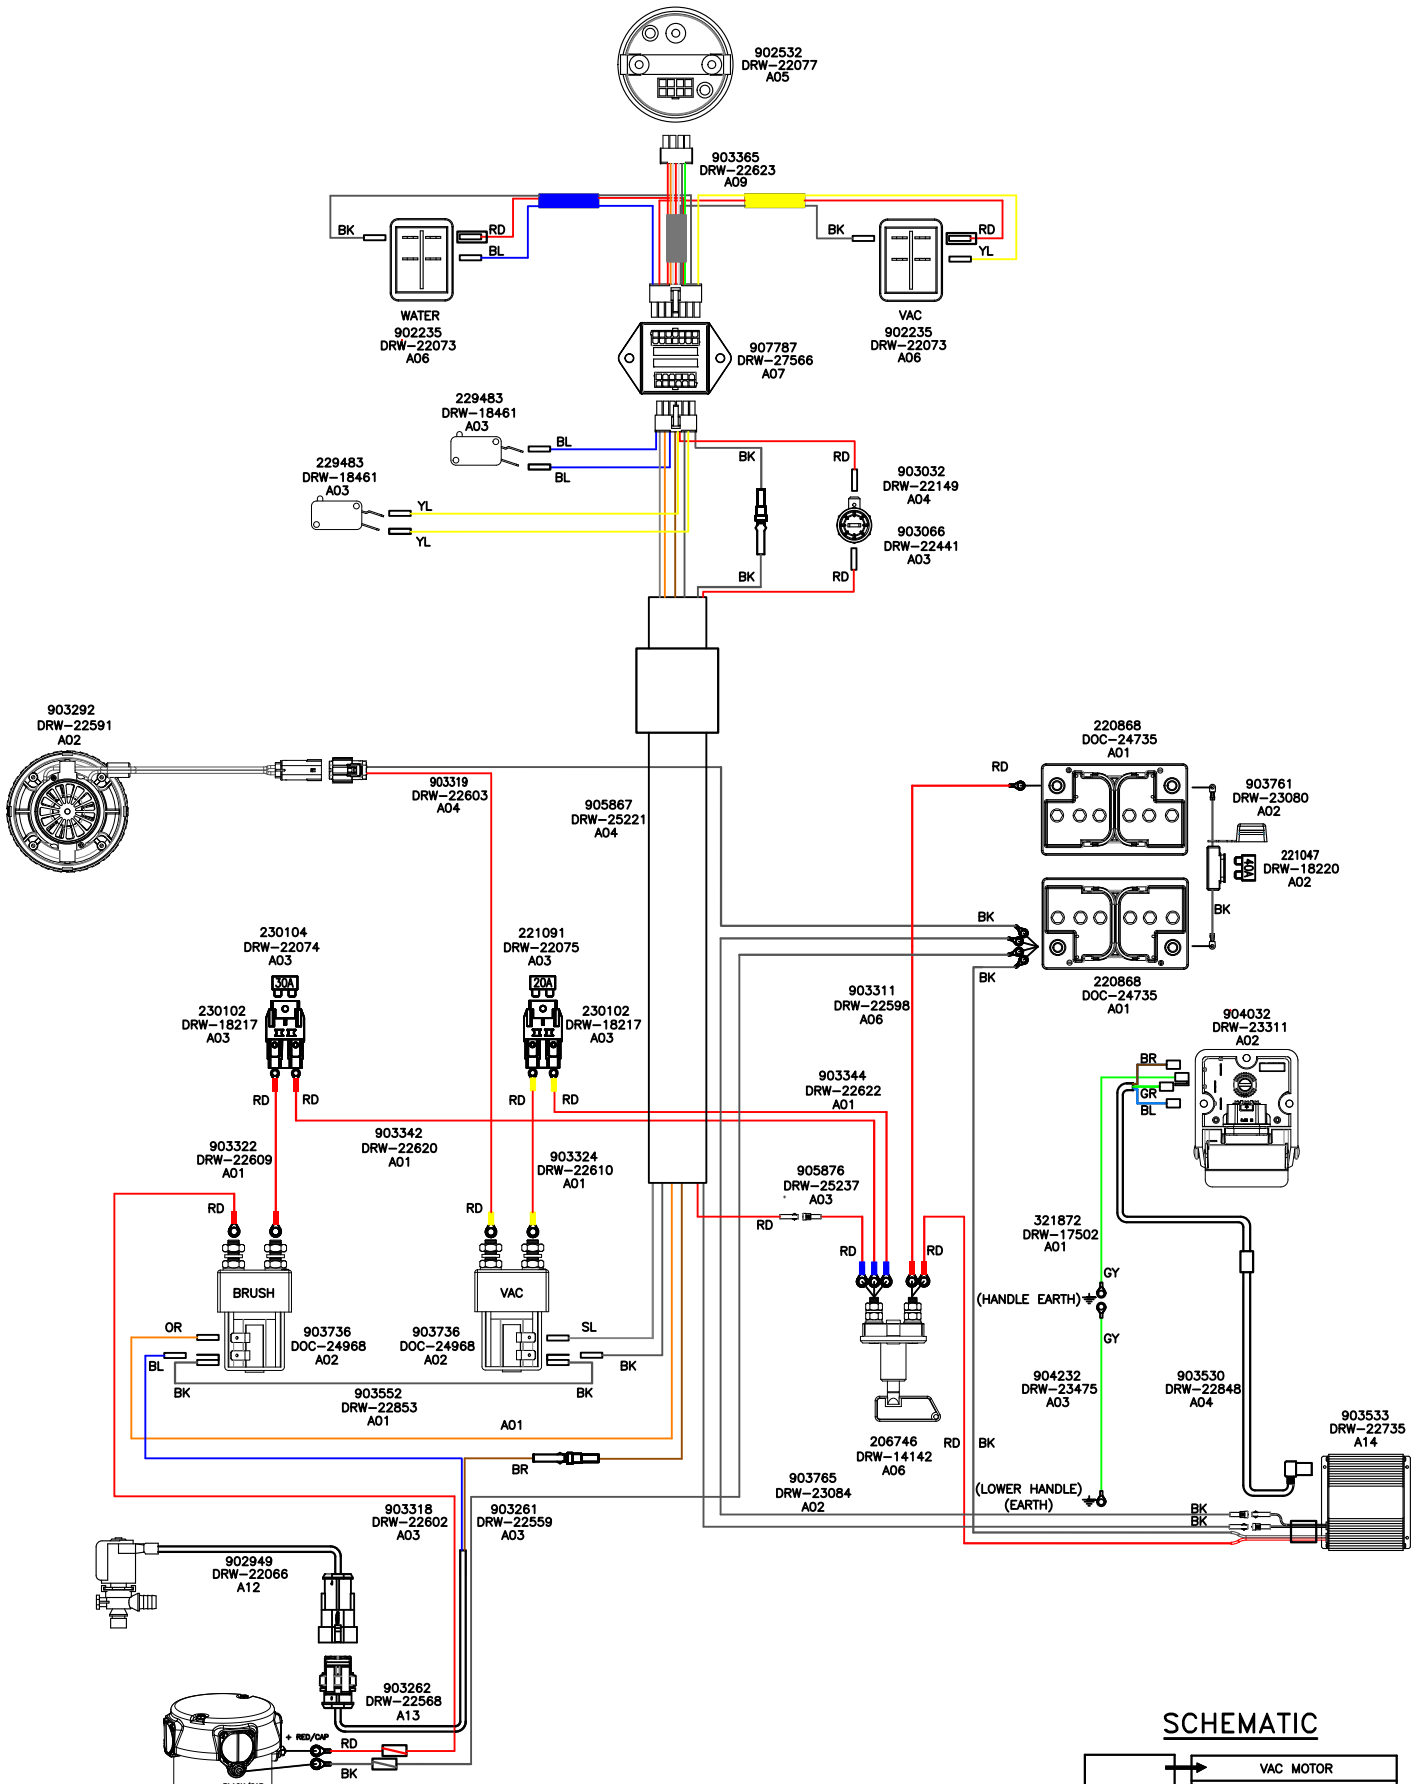 902532
DRW-22077
A05
903365
DRW-22623
A09
BK
RD
BL
BK
RD
YL
WATER
902235
DRW-22073
A06
VAC
902235
DRW-22073
A06
907787
DRW-27566
A07
229483
DRW-18461
A03
BL
BL
229483
DRW-18461
A03
YL
YL
BK
RD
903032
DRW-22149
A04
903066
DRW-22441
A03
BK
RD
903292
DRW-22591
A02
903319
DRW-22603
A04
905867
DRW-25221
A04
RD
220868
DOC-24735
A01
903761
DRW-23080
A02
40A
221047
DRW-18220
A02
BK
BK
BK
220868
DOC-24735
A01
230104
DRW-22074
A03
30A
230102
DRW-18217
A03
221091
DRW-22075
A03
20A
230102
DRW-18217
A03
903311
DRW-22598
A06
904032
DRW-23311
A02
BR
GR
BL
RD
RD
RD
RD
903344
DRW-22622
A01
903322
DRW-22609
A01
903342
DRW-22620
A01
903324
DRW-22610
A01
905876
DRW-25237
A03
RD
RD
RD
RD
RD
321872
DRW-17502
A01
GY
(HANDLE EARTH)
GY
BRUSH
VAC
OR
BL
BK
903736
DOC-24968
A02
903736
DOC-24968
A02
SL
BK
BK
903552
DRW-22853
A01
A01
904232
DRW-23475
A03
903530
DRW-22848
A04
903533
DRW-22735
A14
206746
DRW-14142
A06
RD
BK
BR
903765
DRW-23084
A02
(LOWER HANDLE)
(EARTH)
BK
BK
903318
DRW-22602
A03
903261
DRW-22559
A03
902949
DRW-22066
A12
903262
DRW-22568
A13
+ RED/CAP
RD
BK
SCHEMATIC
VAC MOTOR